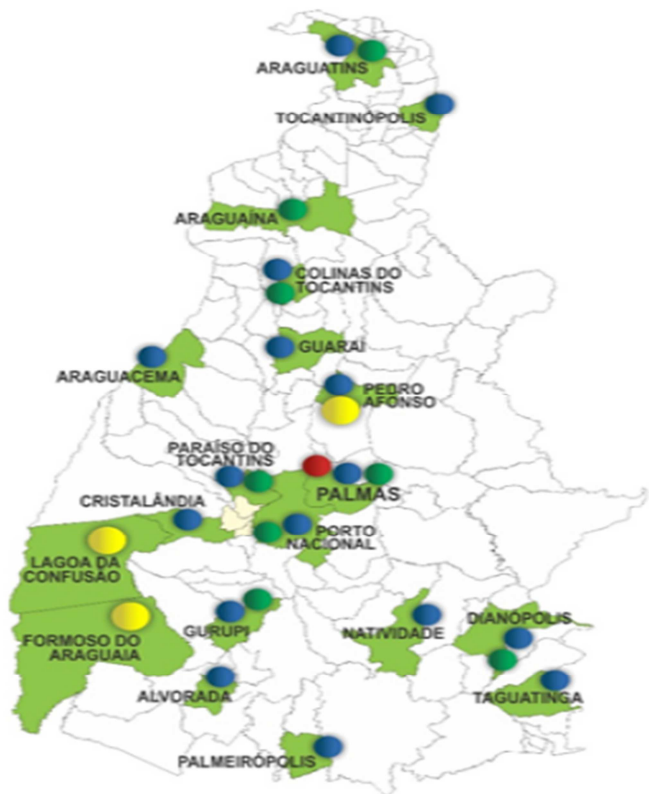 ARAGUATINS
TOCANTINÓPOLIS
ARAGUAÍNA
COLINAS DO
TOCANTINS
GUARAÍ
ARAGUACEMA
PEDRO
AFONSO
PARAÍSO DO
TOCANTINS
PALMAS
CRISTALÂNDIA
PORTO
NACIONAL
LAGOA DA
CONFUSÃO
FORMOSO DO
ARAGUAIA
GURUPI
NATIVIDADE
DIANÓPOLIS
ALVORADA
TAGUATINGA
PALMEIRÓPOLIS